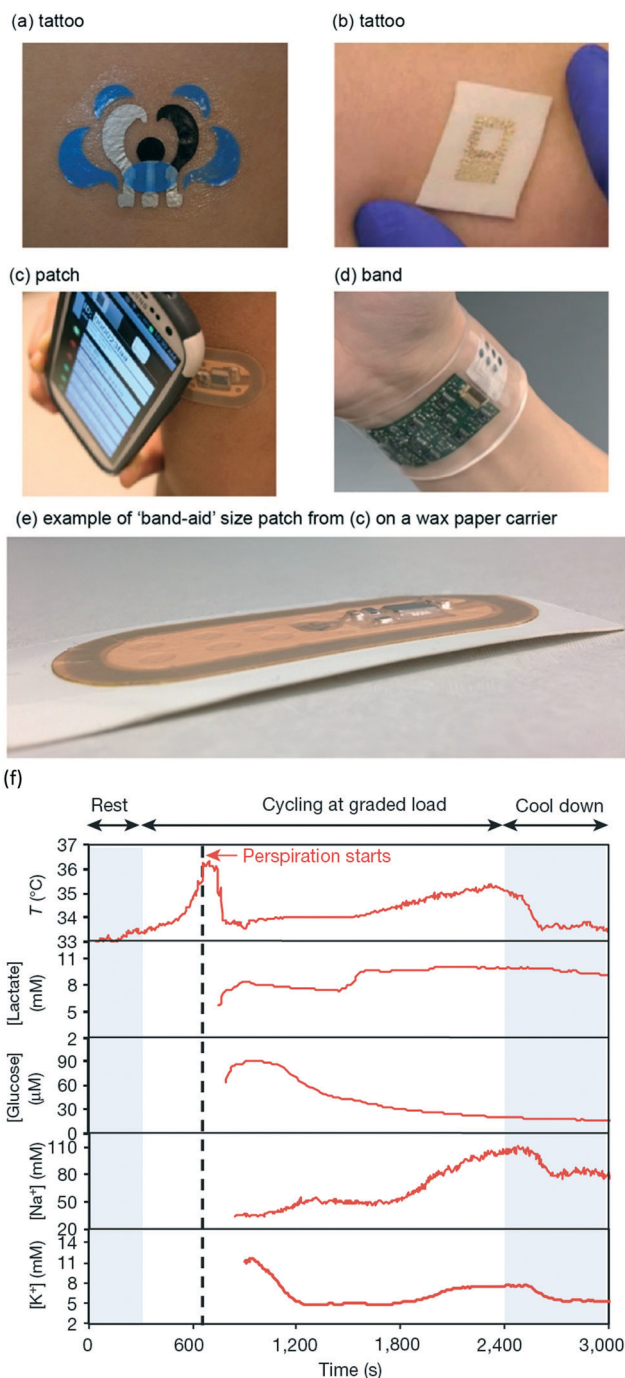 (a) tattoo
(b) tattoo
(c) patch
(d) band
(e) example of ‘band-aid’ size patch from (c) on a wax paper carrier
(f)
Rest
Cycling at graded load
Cool down
Perspiration starts
T (°C)
37
36
35
34
33
[Lactate] (mM)
11
8
5
2
[Glucose] (μM)
90
60
30
0
[Na⁺] (mM)
110
80
50
20
[K⁺] (mM)
14
11
8
5
2
0
600
1,200
1,800
2,400
3,000
Time (s)